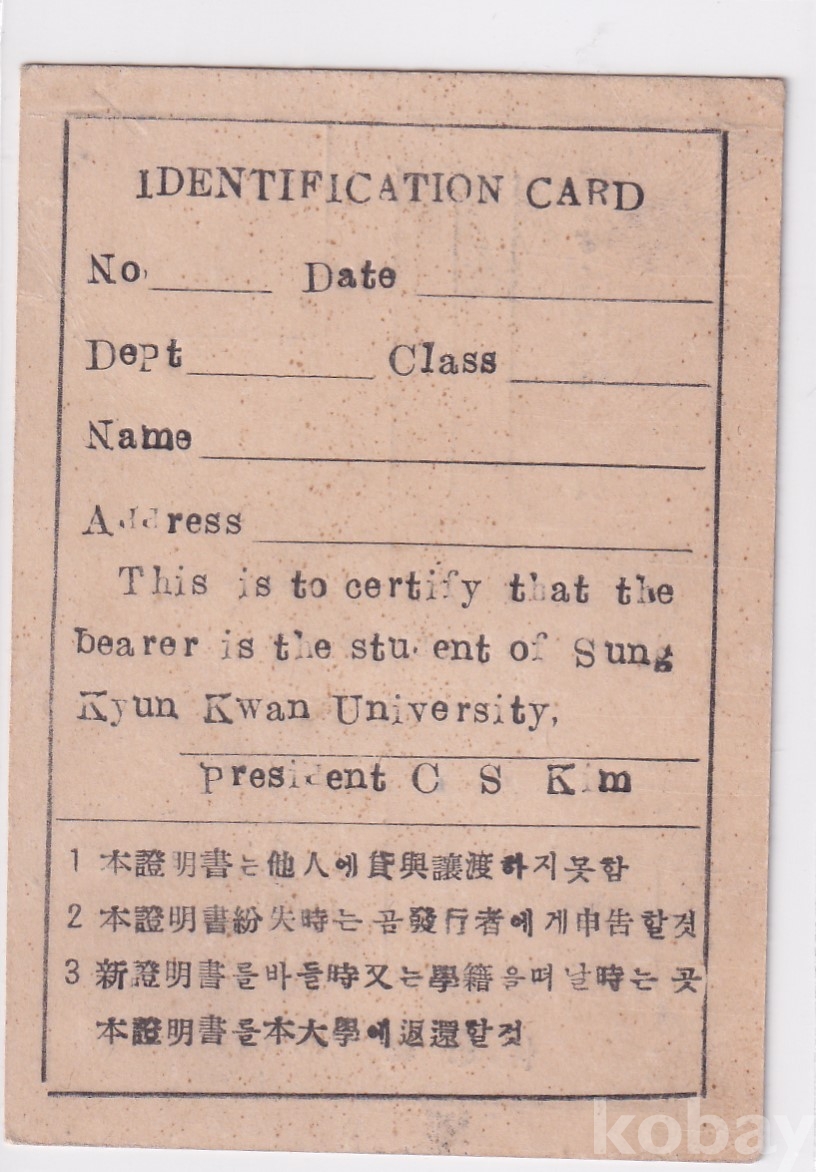 IDENTIFICATION CARD
No. Date
Dept Class
Name
Address
This is to certify that the
bearer is the student of Sung
Kyun Kwan University,
president C S Kim
1 本證明書는他人에貸與讓渡하지못함
2 本證明書紛失時는곰發行者에게申告할것
3 新證明書를바들時又는學籍을떠날時는곳
本證明書를本大學에返還할것
kobay